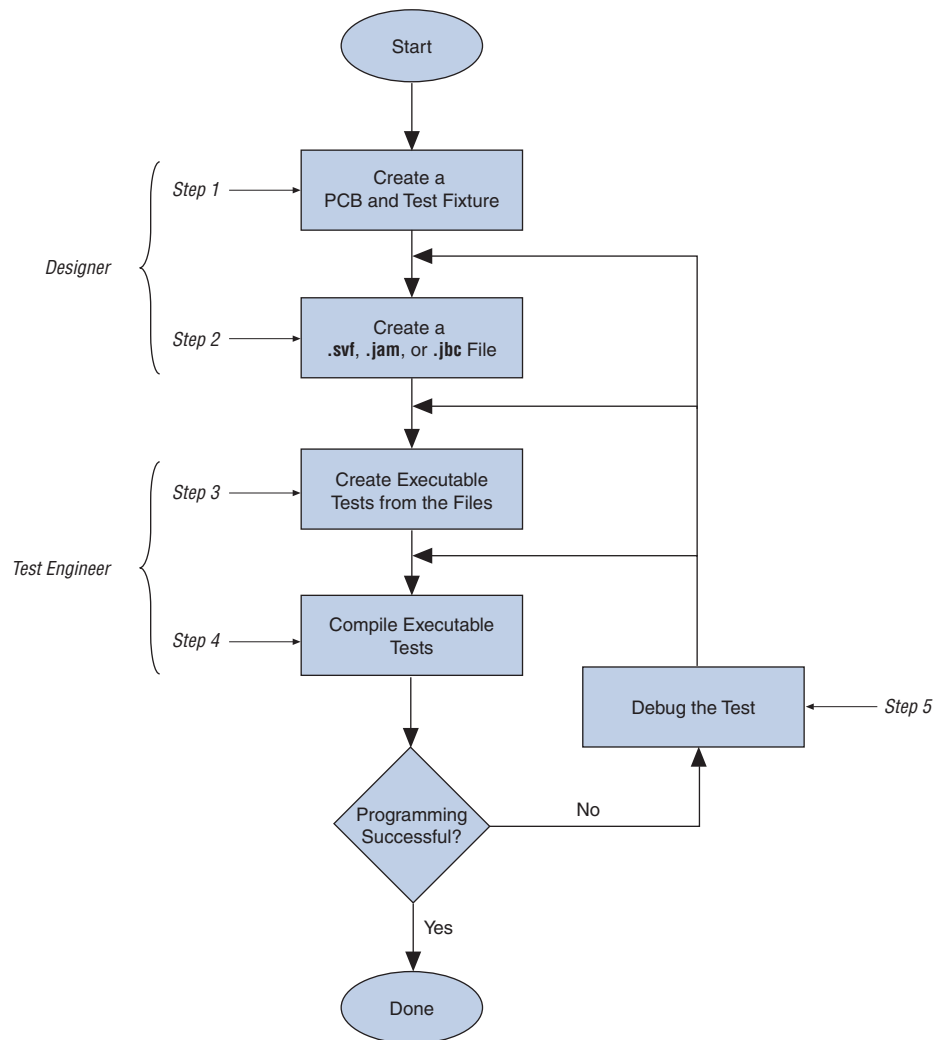 Start
Step 1
Create a
PCB and Test Fixture
Designer
Step 2
Create a
.svf, .jam, or .jbc File
Step 3
Create Executable
Tests from the Files
Test Engineer
Step 4
Compile Executable
Tests
Debug the Test
Step 5
Programming
Successful?
No
Yes
Done